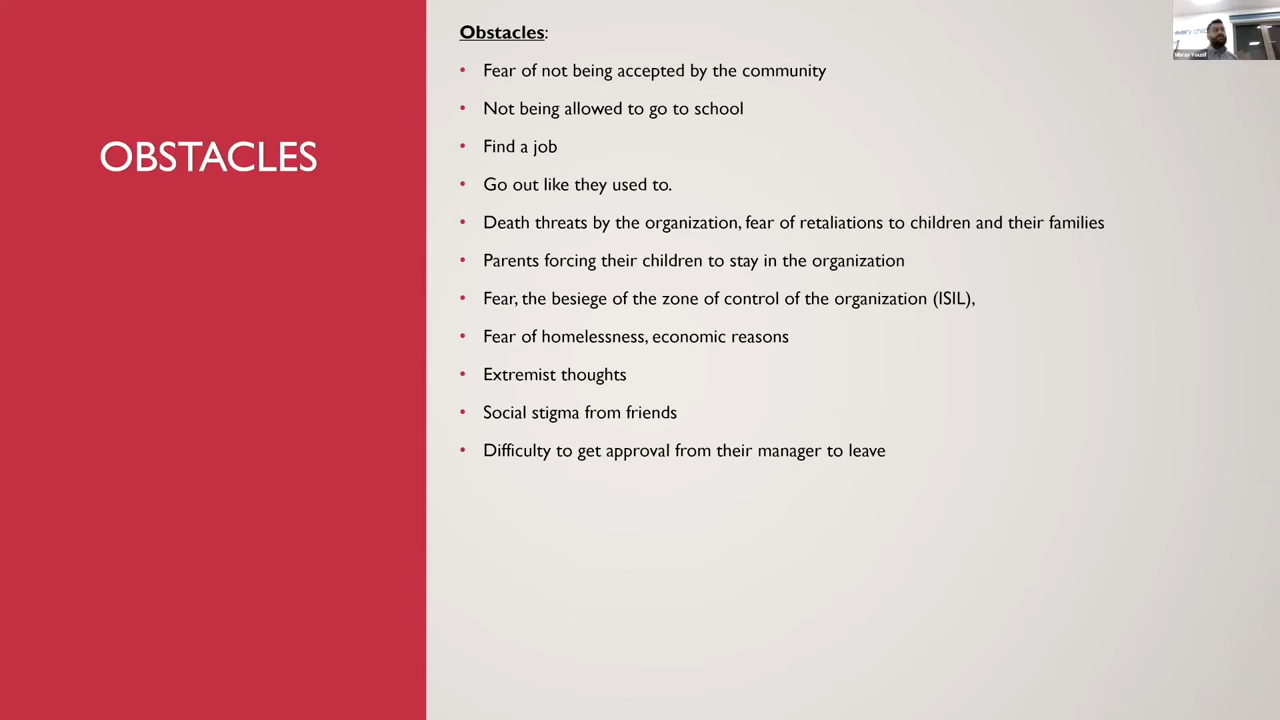 OBSTACLES
Obstacles:
• Fear of not being accepted by the community
• Not being allowed to go to school
• Find a job
• Go out like they used to.
• Death threats by the organization, fear of retaliations to children and their families
• Parents forcing their children to stay in the organization
• Fear, the besiege of the zone of control of the organization (ISIL),
• Fear of homelessness, economic reasons
• Extremist thoughts
• Social stigma from friends
• Difficulty to get approval from their manager to leave
every
Yousif